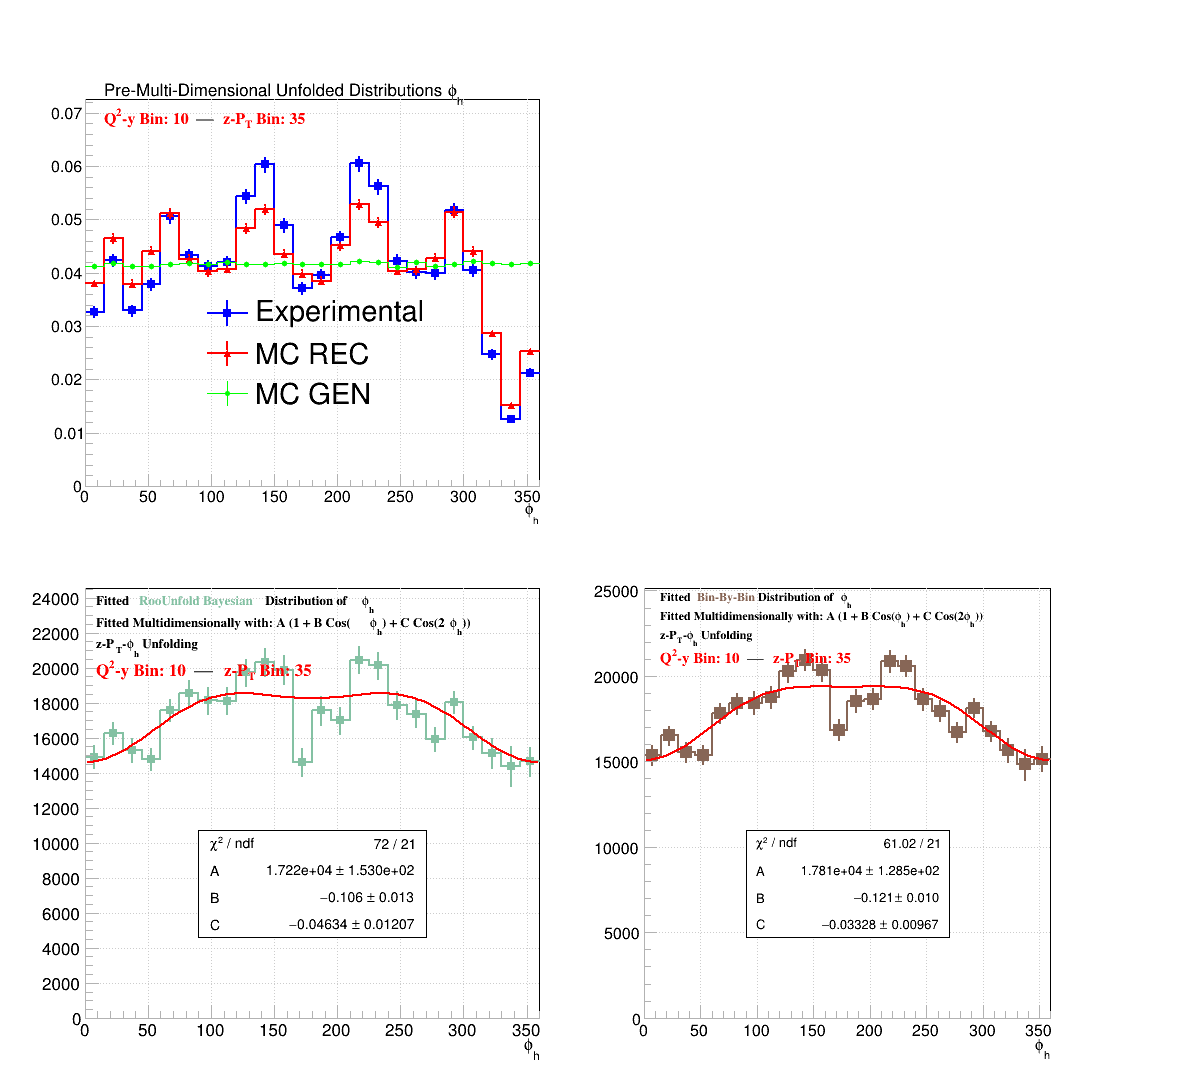 Pre-Multi-Dimensional Unfolded Distributions ϕh
Q²-y Bin: 10 — z-PT Bin: 35
0.07
0.06
0.05
0.04
0.03
0.02
0.01
0
Experimental
MC REC
MC GEN
0 50 100 150 200 250 300 350
ϕh
Fitted RooUnfold Bayesian Distribution of ϕh
Fitted Multidimensionally with: A (1 + B Cos( ϕh) + C Cos(2 ϕh))
z-PT-ϕh Unfolding
Q²-y Bin: 10 — z-PT Bin: 35
24000
22000
20000
18000
16000
14000
12000
10000
8000
6000
4000
2000
0
χ² / ndf 72 / 21
A 1.722e+04 ± 1.530e+02
B −0.106 ± 0.013
C −0.04634 ± 0.01207
0 50 100 150 200 250 300 350
ϕh
Fitted Bin-By-Bin Distribution of ϕh
Fitted Multidimensionally with: A (1 + B Cos(ϕh) + C Cos(2ϕh))
z-PT-ϕh Unfolding
Q²-y Bin: 10 — z-PT Bin: 35
25000
20000
15000
10000
5000
0
χ² / ndf 61.02 / 21
A 1.781e+04 ± 1.285e+02
B −0.121 ± 0.010
C −0.03328 ± 0.00967
0 50 100 150 200 250 300 350
ϕh